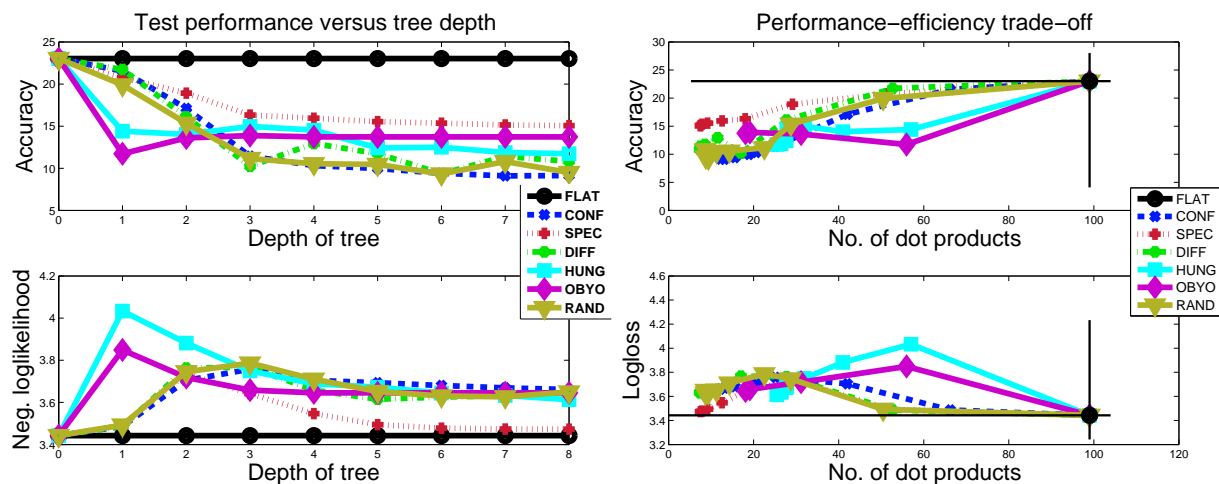 Test performance versus tree depth
Performance−efficiency trade−off
25
20
15
10
5
0
1
2
3
4
5
6
7
8
Accuracy
Depth of tree
30
25
20
15
10
5
0
0
20
40
60
80
100
120
Accuracy
No. of dot products
FLAT
CONF
SPEC
DIFF
HUNG
OBYO
RAND
FLAT
CONF
SPEC
DIFF
HUNG
OBYO
RAND
4.2
4
3.8
3.6
3.4
0
1
2
3
4
5
6
7
8
Neg. loglikelihood
Depth of tree
4.6
4.4
4.2
4
3.8
3.6
3.4
3.2
0
20
40
60
80
100
120
Logloss
No. of dot products